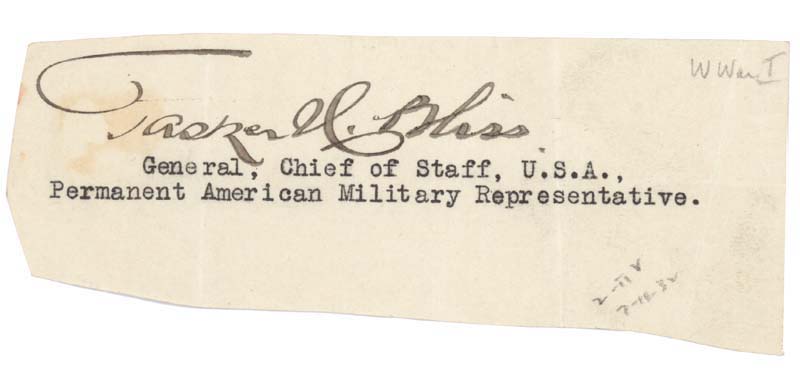 W War I
Tasker H. Bliss
General, Chief of Staff, U.S.A.,
Permanent American Military Representative.